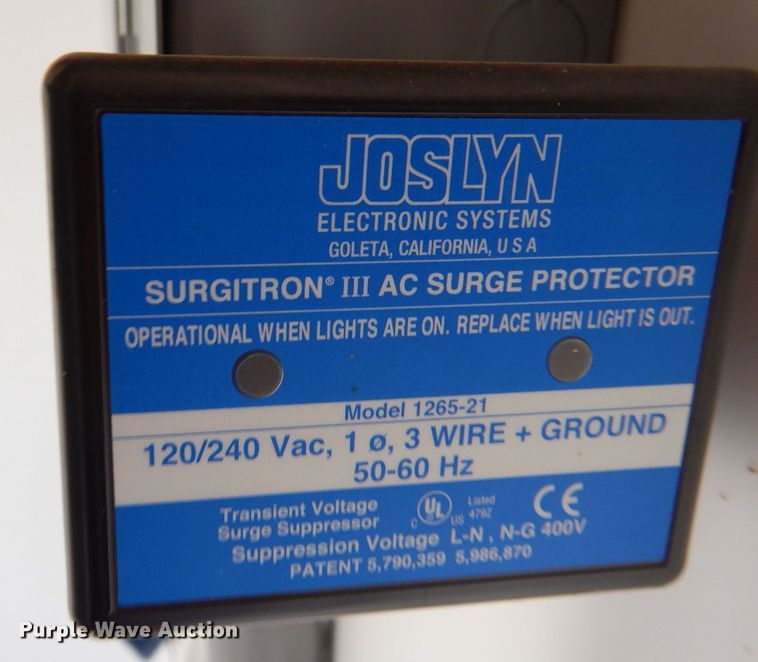 JOSLYN
ELECTRONIC SYSTEMS
GOLETA, CALIFORNIA, U S A
SURGITRON® III AC SURGE PROTECTOR
OPERATIONAL WHEN LIGHTS ARE ON. REPLACE WHEN LIGHT IS OUT.
Model 1265-21
120/240 Vac, 1 ø, 3 WIRE + GROUND
50-60 Hz
Transient Voltage
Surge Suppressor
C UL US
Listed
479Z
CE
Suppression Voltage L-N, N-G 400V
PATENT 5,790,359 5,986,870
Purple Wave Auction